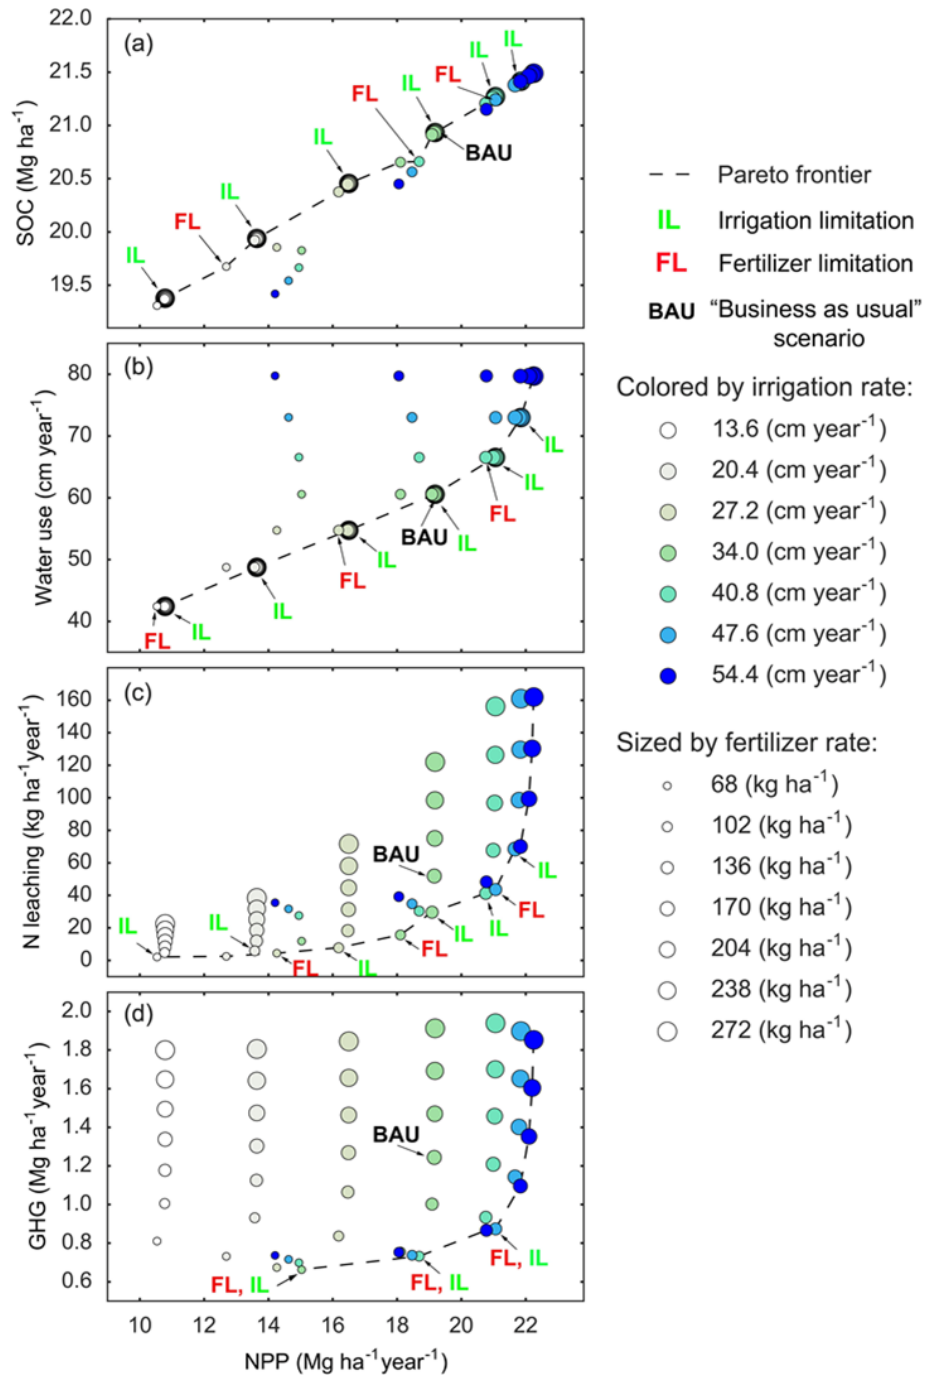 (a)
22.0
21.5
21.0
20.5
20.0
19.5
SOC (Mg ha⁻¹)
IL
FL
IL
IL
FL
IL
FL
IL
IL
BAU
(b)
80
70
60
50
40
Water use (cm year⁻¹)
FL
IL
IL
FL
IL
BAU
IL
FL
IL
IL
(c)
160
140
120
100
80
60
40
20
0
N leaching (kg ha⁻¹year⁻¹)
IL
IL
FL
IL
BAU
FL
IL
IL
FL
IL
(d)
2.0
1.8
1.6
1.4
1.2
1.0
0.8
0.6
GHG (Mg ha⁻¹year⁻¹)
BAU
FL, IL
FL, IL
FL, IL
10 12 14 16 18 20 22
NPP (Mg ha⁻¹year⁻¹)
Pareto frontier
IL Irrigation limitation
FL Fertilizer limitation
BAU “Business as usual”
scenario
Colored by irrigation rate:
13.6 (cm year⁻¹)
20.4 (cm year⁻¹)
27.2 (cm year⁻¹)
34.0 (cm year⁻¹)
40.8 (cm year⁻¹)
47.6 (cm year⁻¹)
54.4 (cm year⁻¹)
Sized by fertilizer rate:
68 (kg ha⁻¹)
102 (kg ha⁻¹)
136 (kg ha⁻¹)
170 (kg ha⁻¹)
204 (kg ha⁻¹)
238 (kg ha⁻¹)
272 (kg ha⁻¹)